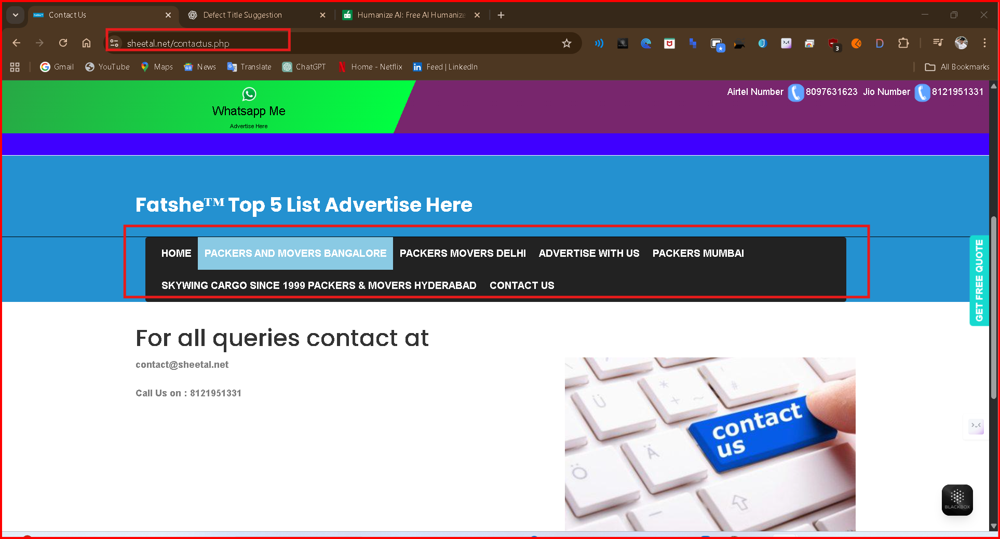 Contact Us
Defect Title Suggestion
Humanize AI: Free AI Humanize
sheetal.net/contactus.php
3
Gmail
YouTube
Maps
News
Translate
ChatGPT
Home - Netflix
Feed | LinkedIn
All Bookmarks
Whatsapp Me
Advertise Here
Airtel Number 8097631623 Jio Number 8121951331
Fatshe™ Top 5 List Advertise Here
HOME PACKERS AND MOVERS BANGALORE PACKERS MOVERS DELHI ADVERTISE WITH US PACKERS MUMBAI
SKYWING CARGO SINCE 1999 PACKERS & MOVERS HYDERABAD CONTACT US
GET FREE QUOTE
For all queries contact at
contact@sheetal.net
Call Us on : 8121951331
contact
us
BLACKBOX